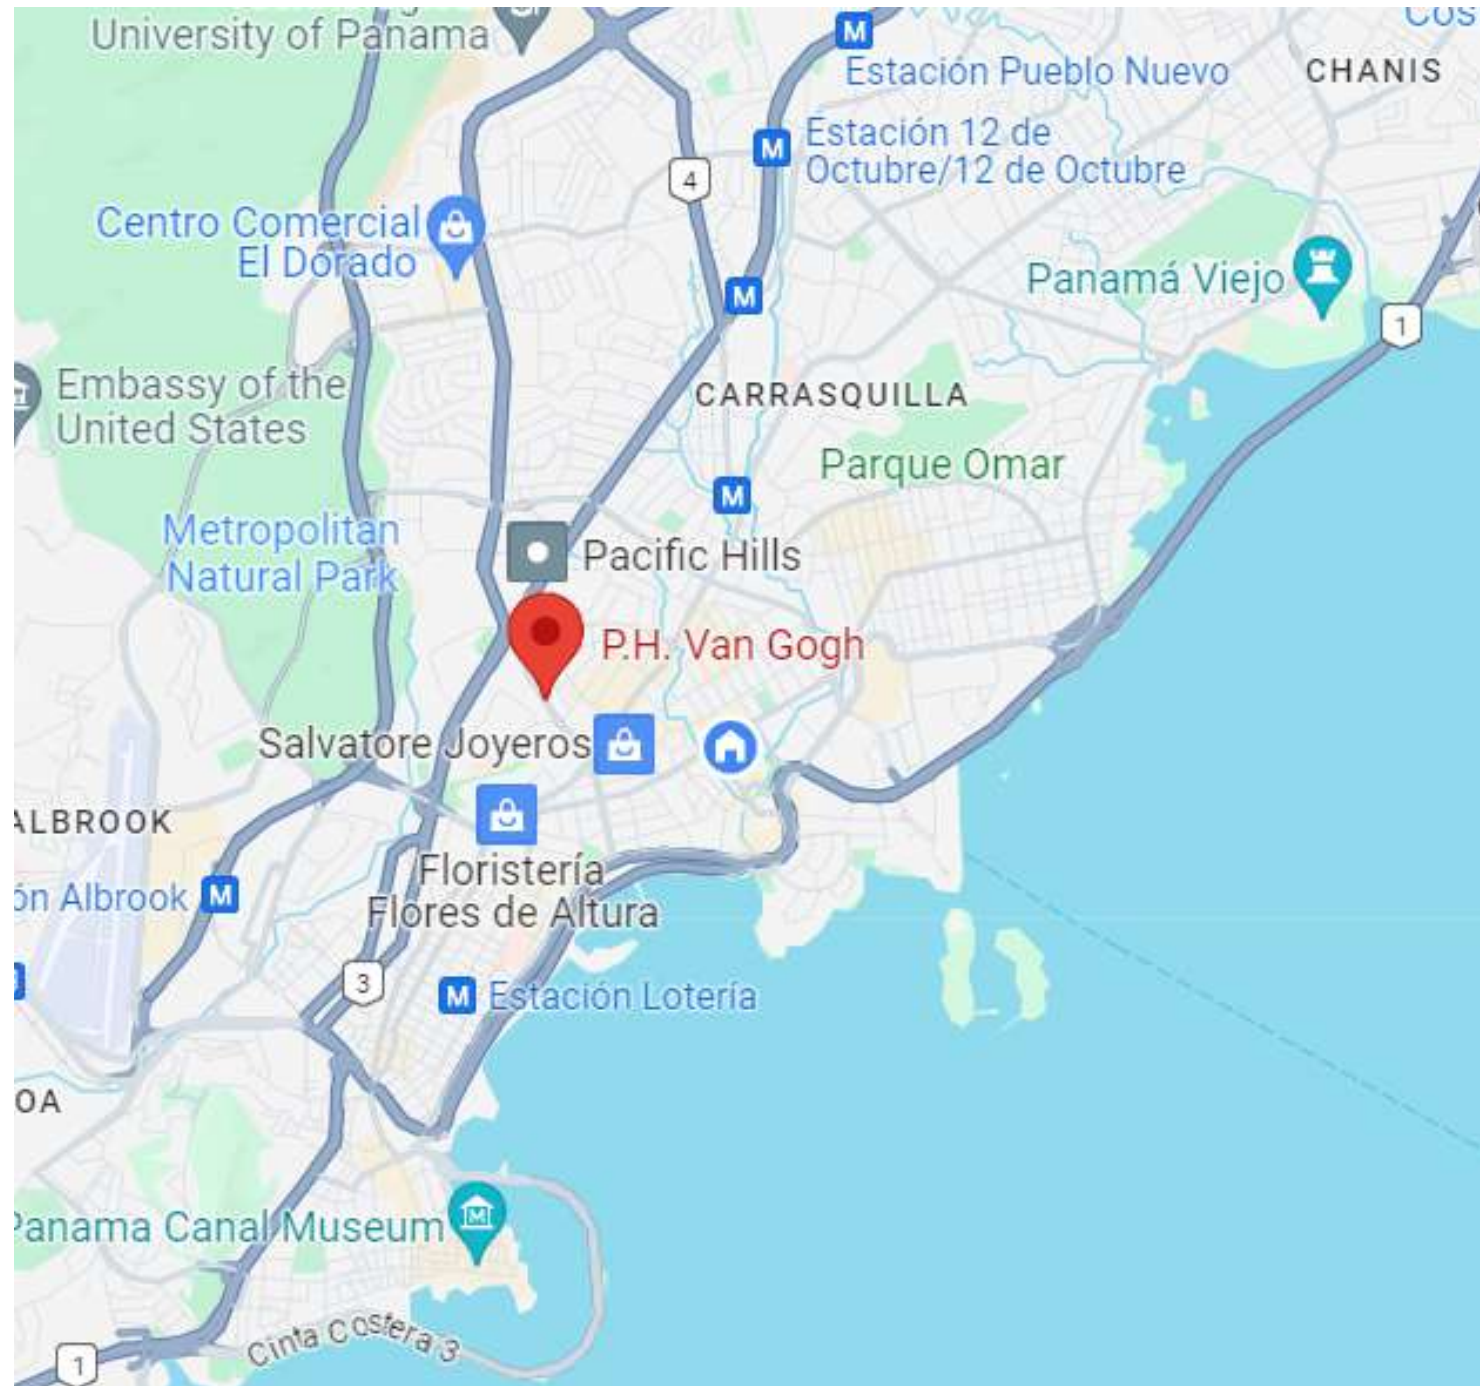 University of Panama
Cos
Estación Pueblo Nuevo
CHANIS
M
Estación 12 de
Octubre/12 de Octubre
M
4
Centro Comercial
El Dorado
Panamá Viejo
M
1
Embassy of the
United States
CARRASQUILLA
Parque Omar
M
Metropolitan
Natural Park
Pacific Hills
P.H. Van Gogh
Salvatore Joyeros
ALBROOK
Floristería
Flores de Altura
ón Albrook
M
3
M
Estación Lotería
OA
Panama Canal Museum
M
Cinta Costera 3
1